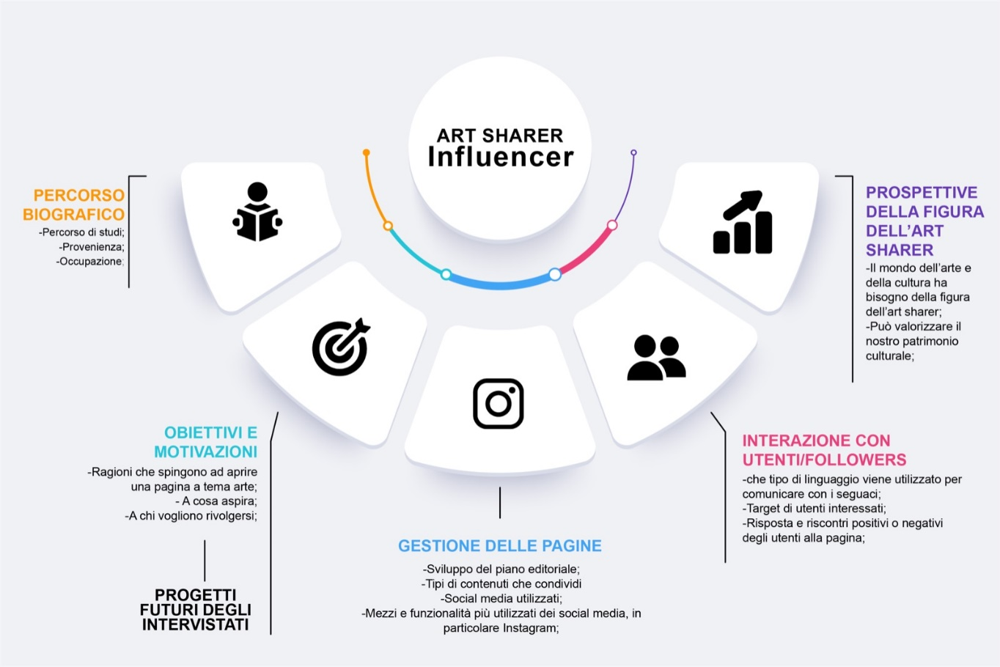 ART SHARER
Influencer
PERCORSO
BIOGRAFICO
-Percorso di studi;
-Provenienza;
-Occupazione;
OBIETTIVI E
MOTIVAZIONI
-Ragioni che spingono ad aprire
una pagina a tema arte;
- A cosa aspira;
-A chi vogliono rivolgersi;
PROGETTI
FUTURI DEGLI
INTERVISTATI
GESTIONE DELLE PAGINE
-Sviluppo del piano editoriale;
-Tipi di contenuti che condividi
-Social media utilizzati;
-Mezzi e funzionalità più utilizzati dei social media, in
particolare Instagram;
INTERAZIONE CON
UTENTI/FOLLOWERS
-che tipo di linguaggio viene utilizzato per
comunicare con i seguaci;
-Target di utenti interessati;
-Risposta e riscontri positivi o negativi
degli utenti alla pagina;
PROSPETTIVE
DELLA FIGURA
DELL'ART
SHARER
-Il mondo dell'arte e
della cultura ha
bisogno della figura
dell'art sharer;
-Può valorizzare il
nostro patrimonio
culturale;